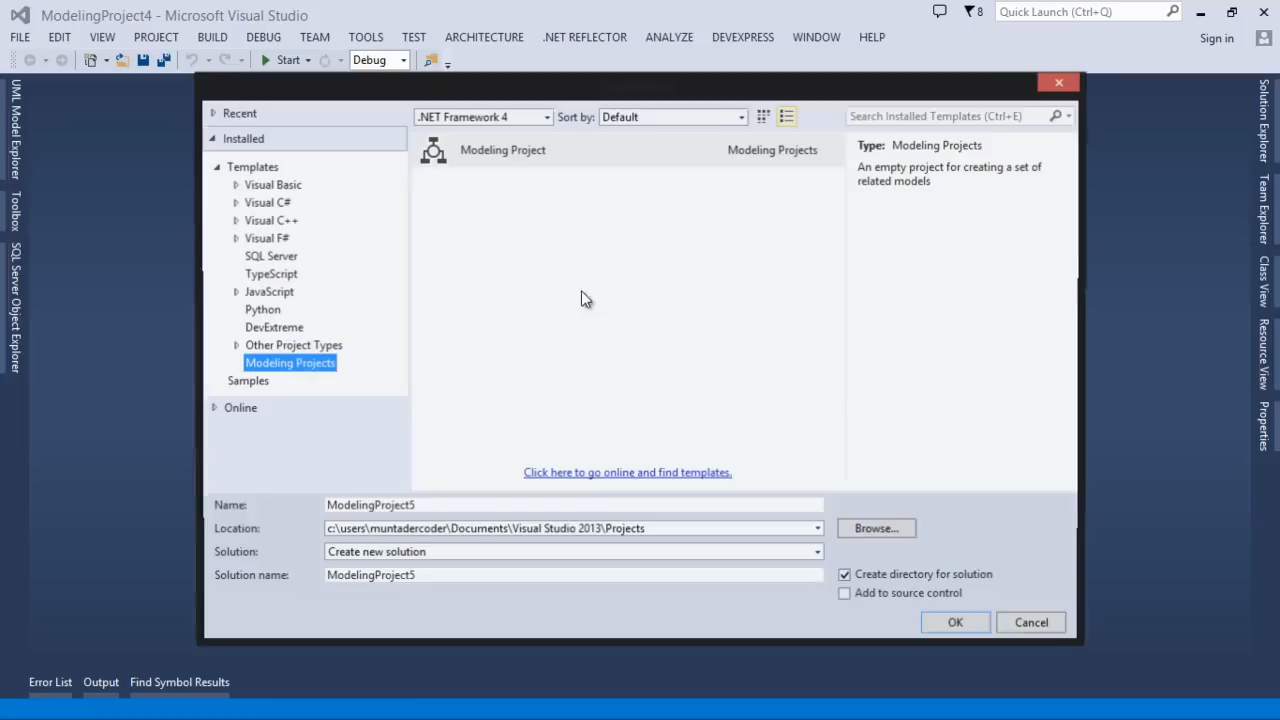 ModelingProject4 - Microsoft Visual Studio
8
Quick Launch (Ctrl+Q)
FILE EDIT VIEW PROJECT BUILD DEBUG TEAM TOOLS TEST ARCHITECTURE .NET REFLECTOR ANALYZE DEVEXPRESS WINDOW HELP
Sign in
Start
Debug
UML Model Explorer
Toolbox
SQL Server Object Explorer
Recent
Installed
Templates
Visual Basic
Visual C#
Visual C++
Visual F#
SQL Server
TypeScript
JavaScript
Python
DevExtreme
Other Project Types
Modeling Projects
Samples
Online
.NET Framework 4
Sort by: Default
Search Installed Templates (Ctrl+E)
Modeling Project Modeling Projects
Type: Modeling Projects
An empty project for creating a set of
related models
Click here to go online and find templates.
Name: ModelingProject5
Location: c:\users\muntadercoder\Documents\Visual Studio 2013\Projects
Browse...
Solution: Create new solution
Solution name: ModelingProject5
Create directory for solution
Add to source control
OK Cancel
Solution Explorer
Team Explorer
Class View
Resource View
Properties
Error List Output Find Symbol Results